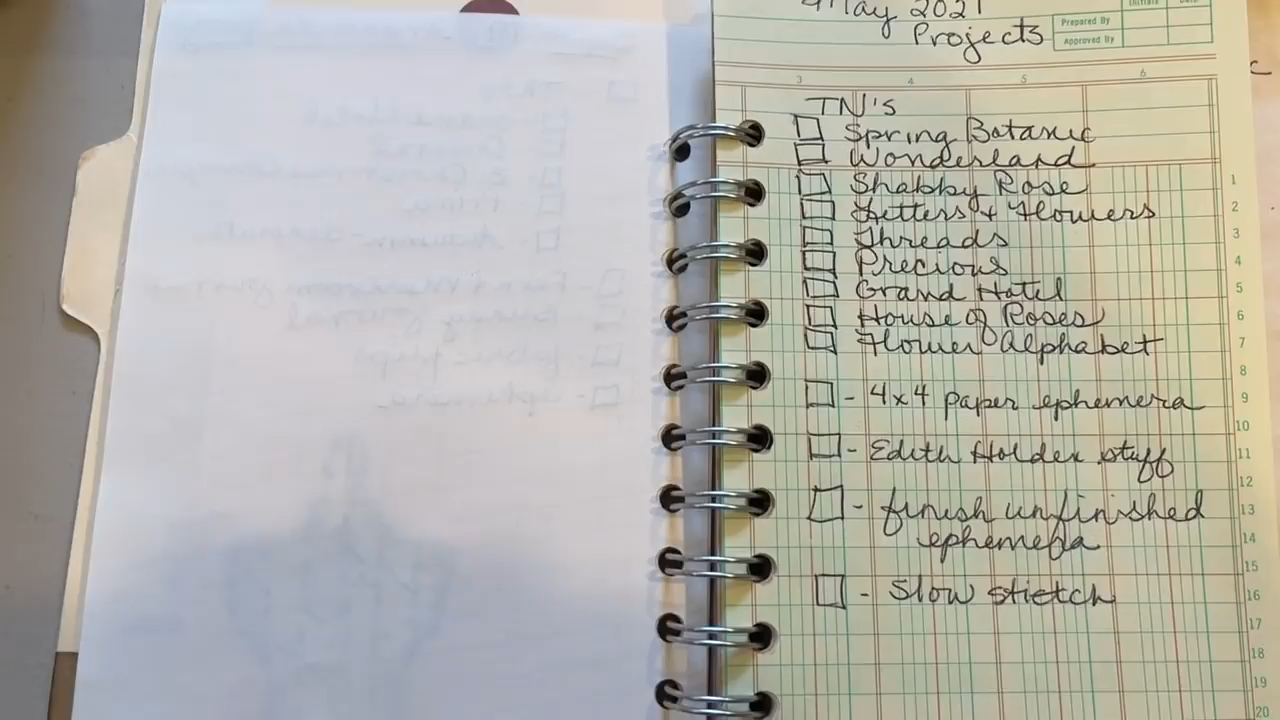 May 2021
Projects
Initials
Date
Prepared By
Approved By
3 4 5 6
TN's
Spring Botanic
Wonderland
Shabby Rose
Letters & Flowers
Threads
Precious
Grand Hotel
House of Roses
Flower Alphabet
- 4x4 paper ephemera
- Edith Holden stuff
- finish unfinished
ephemera
- Slow stietch
1
2
3
4
5
6
7
8
9
10
11
12
13
14
15
16
17
18
19
20